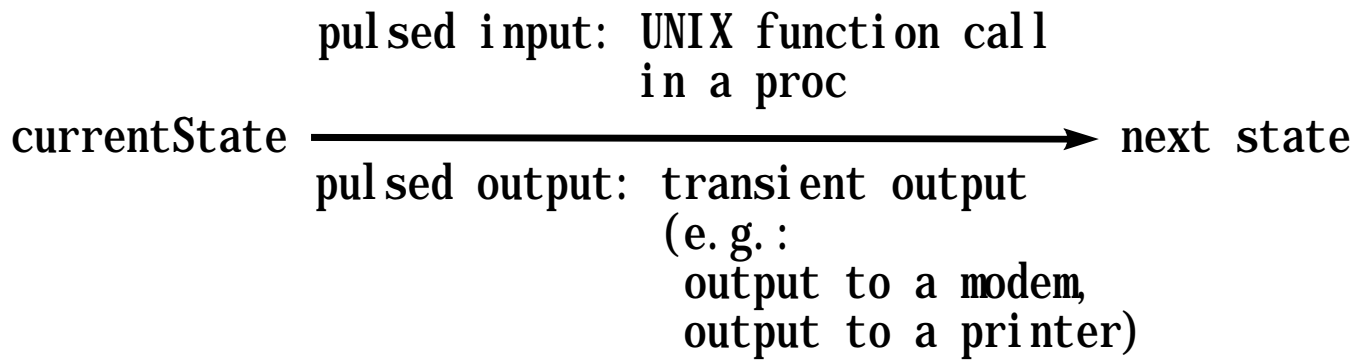 pulsed input: UNIX function call
in a proc
currentState
next state
pulsed output: transient output
(e.g.:
output to a modem,
output to a printer)